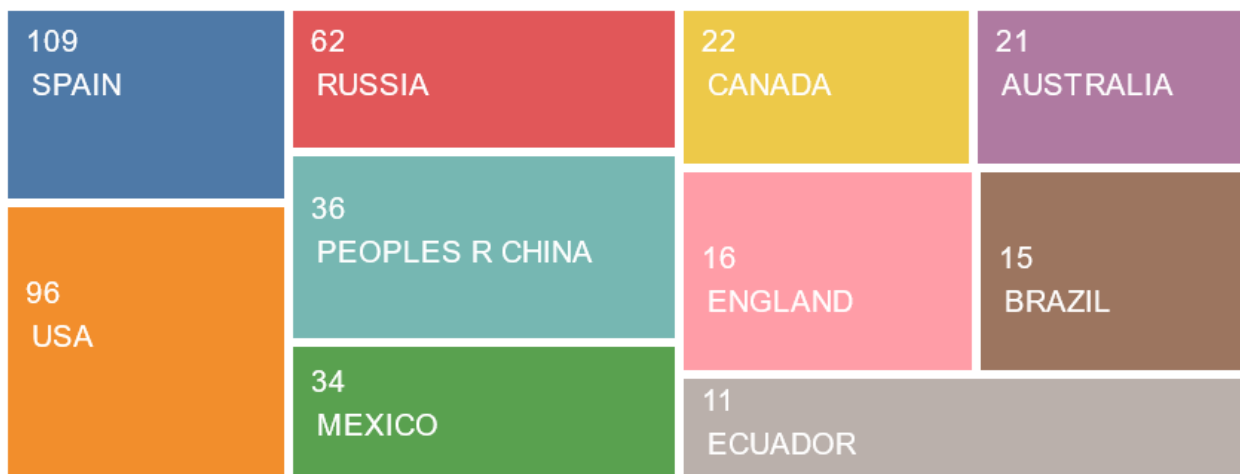 109
SPAIN
96
USA
62
RUSSIA
36
PEOPLES R CHINA
34
MEXICO
22
CANADA
21
AUSTRALIA
16
ENGLAND
15
BRAZIL
11
ECUADOR